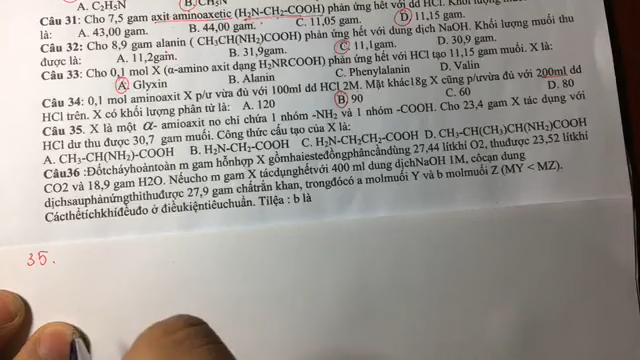 A. C2H5N B. CH5N
Câu 31: Cho 7,5 gam axit aminoaxetic (H2N-CH2-COOH) phản ứng hết với dd HCl. Khối lượng muối
là: A. 43,00 gam. B. 44,00 gam. C. 11,05 gam. D. 11,15 gam.
Câu 32: Cho 8,9 gam alanin ( CH3CH(NH2)COOH) phản ứng hết với dung dịch NaOH. Khối lượng muối thu
được là: A. 11,2gam. B. 31,9gam. C. 11,1gam. D. 30,9 gam.
Câu 33: Cho 0,1 mol X (α-amino axit dạng H2NRCOOH) phản ứng hết với HCl tạo 11,15 gam muối. X là:
A. Glyxin B. Alanin C. Phenylalanin D. Valin
Câu 34: 0,1 mol aminoaxit X p/ư vừa đủ với 100ml dd HCl 2M. Mặt khác18g X cũng p/ưvừa đủ với 200ml dd
HCl trên. X có khối lượng phân tử là: A. 120 B. 90 C. 60 D. 80
Câu 35. X là một α- amioaxit no chỉ chứa 1 nhóm -NH2 và 1 nhóm -COOH. Cho 23,4 gam X tác dụng với
HCl dư thu được 30,7 gam muối. Công thức cấu tạo của X là:
A. CH3-CH(NH2)-COOH B. H2N-CH2-COOH C. H2N-CH2CH2-COOH D. CH3-CH(CH3)CH(NH2)COOH
Câu36 :Đốtcháyhoàntoàn m gam hỗnhợp X gồmhaiesteđồngphâncầndùng 27,44 lítkhí O2, thuđược 23,52 lítkhí
CO2 và 18,9 gam H2O. Nếucho m gam X tácdụnghếtvới 400 ml dung dịchNaOH 1M, côcạn dung
dịchsauphảnứngthìthuđược 27,9 gam chấtrắn khan, trongđócó a molmuối Y và b molmuối Z (MY < MZ).
Cácthểtíchkhíđềuđo ở điềukiệntiêuchuẩn. Tỉlệa : b là
35.